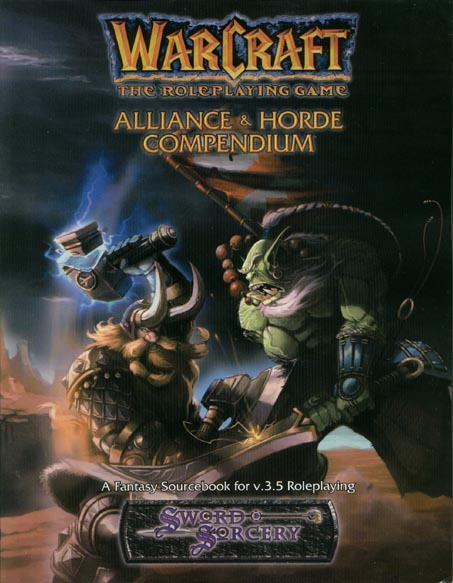 WARCRAFT
THE ROLEPLAYING GAME
ALLIANCE & HORDE
COMPENDIUM
A Fantasy Sourcebook for v.3.5 Roleplaying
SWORD & SORCERY